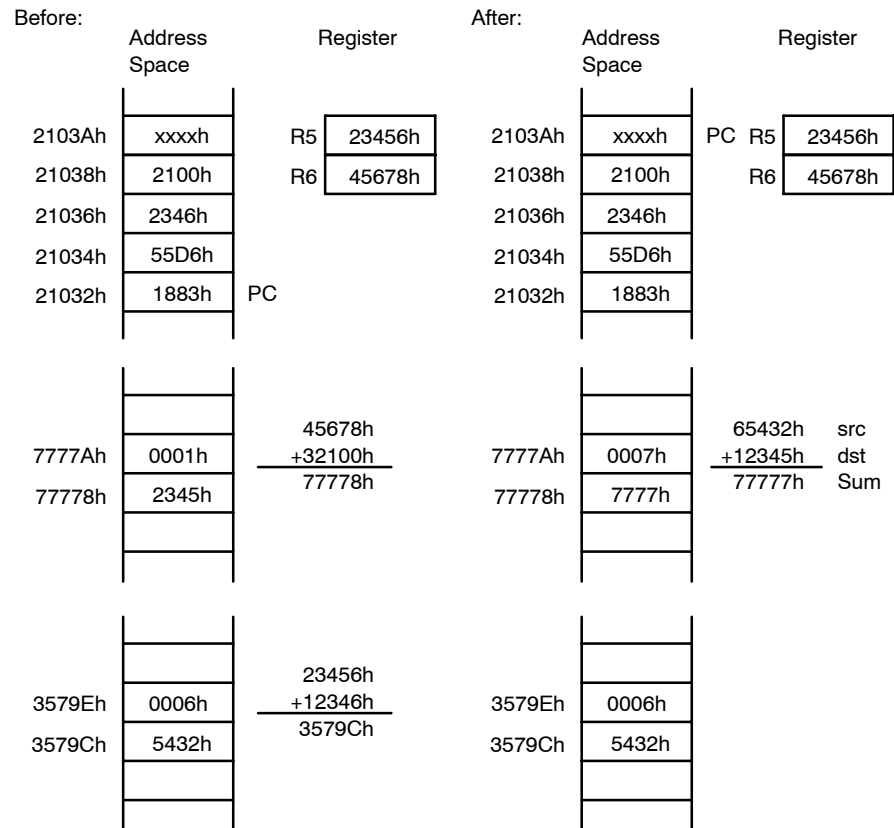 Before:
Address Space
Register
2103Ah xxxxh R5 23456h
21038h 2100h R6 45678h
21036h 2346h
21034h 55D6h
21032h 1883h PC
45678h
7777Ah 0001h +32100h
77778h 2345h 77778h
23456h
3579Eh 0006h +12346h
3579Ch 5432h 3579Ch
After:
Address Space
Register
2103Ah xxxxh PC R5 23456h
21038h 2100h R6 45678h
21036h 2346h
21034h 55D6h
21032h 1883h
65432h src
7777Ah 0007h +12345h dst
77778h 7777h 77777h Sum
3579Eh 0006h
3579Ch 5432h